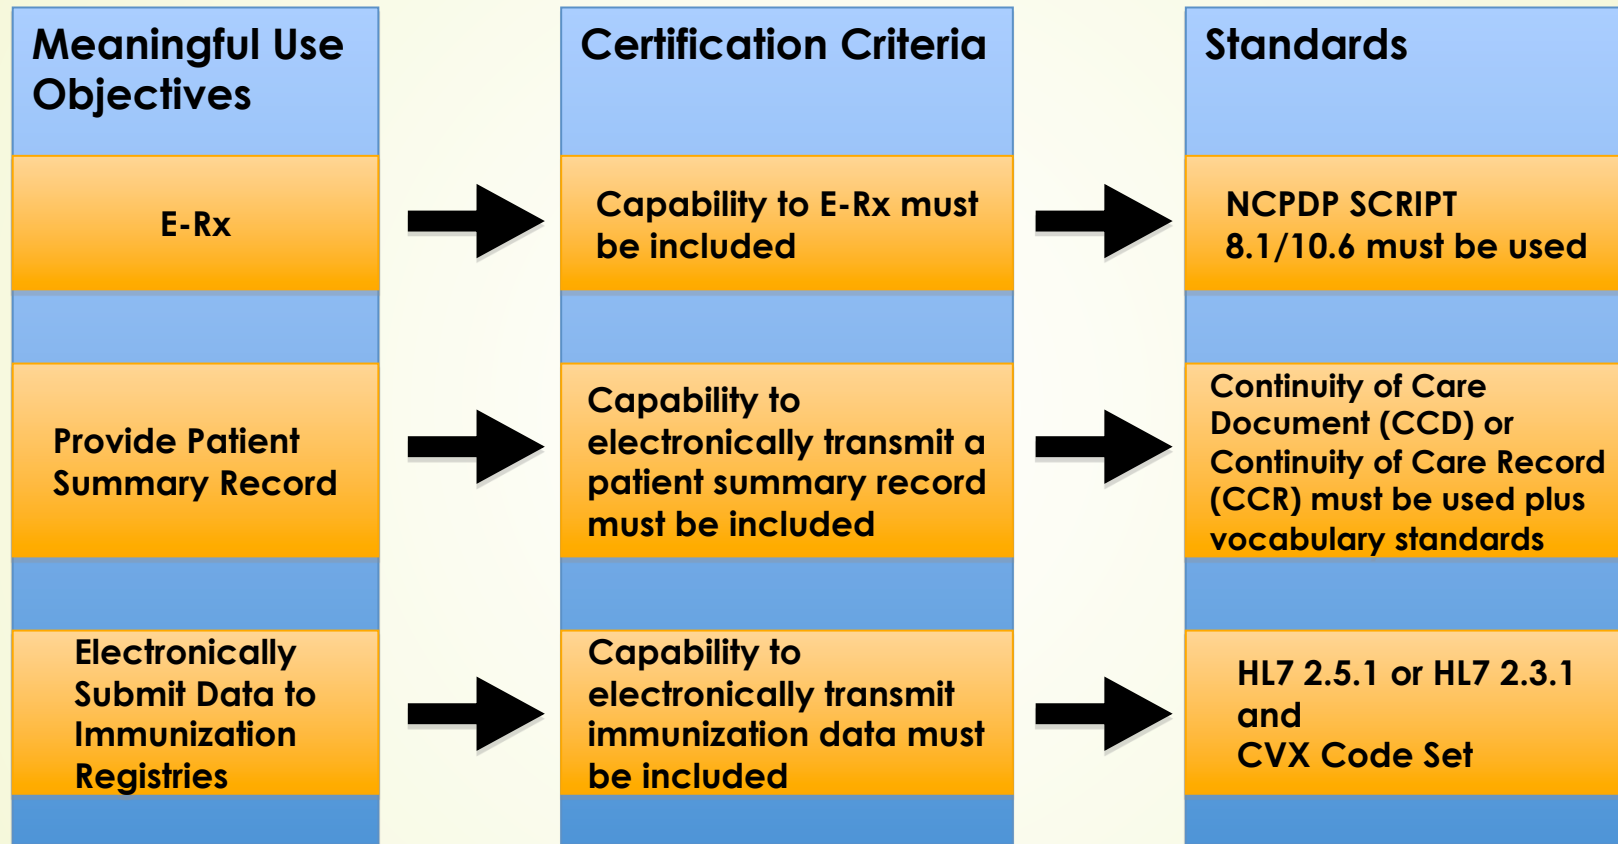 Meaningful Use
Objectives
Certification Criteria
Standards
E-Rx
Capability to E-Rx must
be included
NCPDP SCRIPT
8.1/10.6 must be used
Provide Patient
Summary Record
Capability to
electronically transmit a
patient summary record
must be included
Continuity of Care
Document (CCD) or
Continuity of Care Record
(CCR) must be used plus
vocabulary standards
Electronically
Submit Data to
Immunization
Registries
Capability to
electronically transmit
immunization data must
be included
HL7 2.5.1 or HL7 2.3.1
and
CVX Code Set